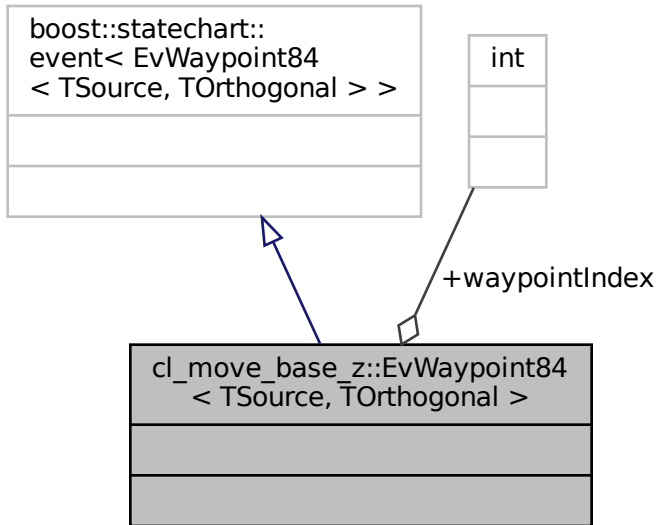 boost::statechart::
event< EvWaypoint84
< TSource, TOrthogonal > >
int
+waypointIndex
cl_move_base_z::EvWaypoint84
< TSource, TOrthogonal >